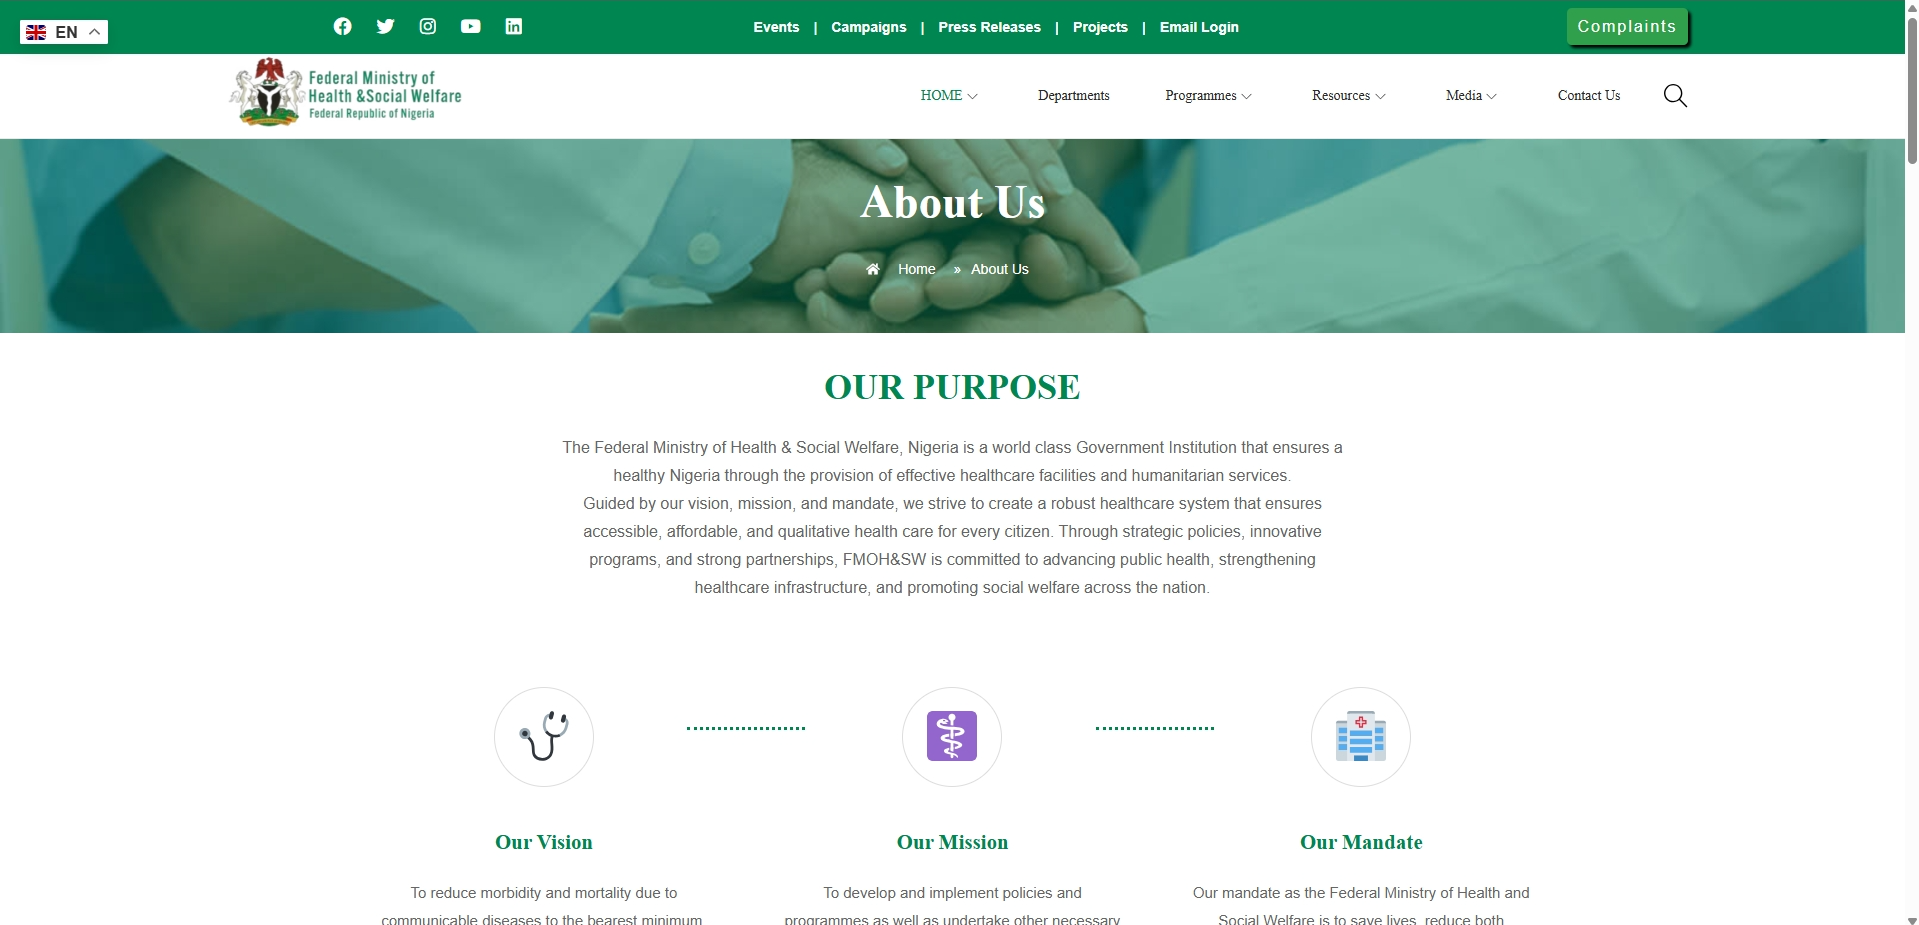 EN
Events | Campaigns | Press Releases | Projects | Email Login
Complaints
Federal Ministry of
Health &Social Welfare
Federal Republic of Nigeria
HOME Departments Programmes Resources Media Contact Us
About Us
Home » About Us
OUR PURPOSE
The Federal Ministry of Health & Social Welfare, Nigeria is a world class Government Institution that ensures a
healthy Nigeria through the provision of effective healthcare facilities and humanitarian services.
Guided by our vision, mission, and mandate, we strive to create a robust healthcare system that ensures
accessible, affordable, and qualitative health care for every citizen. Through strategic policies, innovative
programs, and strong partnerships, FMOH&SW is committed to advancing public health, strengthening
healthcare infrastructure, and promoting social welfare across the nation.
Our Vision
To reduce morbidity and mortality due to
communicable diseases to the bearest minimum
Our Mission
To develop and implement policies and
programmes as well as undertake other necessary
Our Mandate
Our mandate as the Federal Ministry of Health and
Social Welfare is to save lives, reduce both